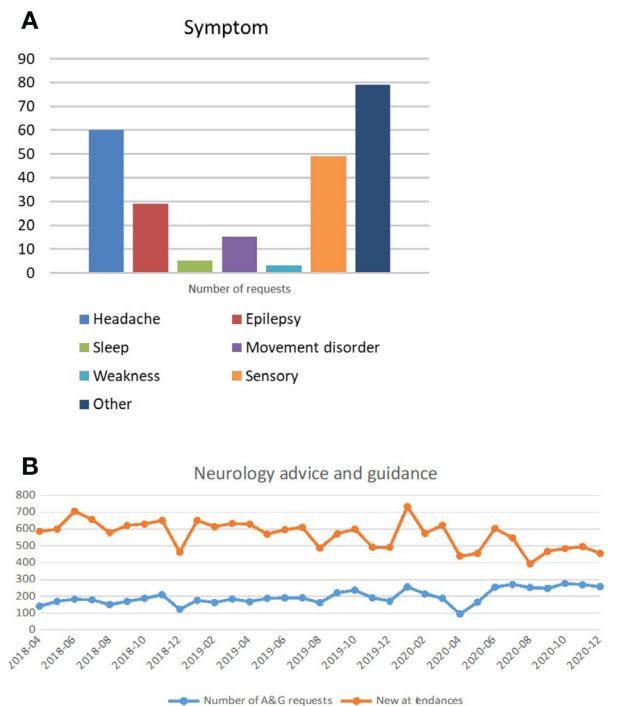 A
Symptom
90
80
70
60
50
40
30
20
10
0
Number of requests
Headache Epilepsy
Sleep Movement disorder
Weakness Sensory
Other
B
Neurology advice and guidance
800
700
600
500
400
300
200
100
0
2018-04 2018-06 2018-08 2018-10 2018-12 2019-02 2019-04 2019-06 2019-08 2019-10 2019-12 2020-02 2020-04 2020-06 2020-08 2020-10 2020-12
Number of A&G requests New attendances